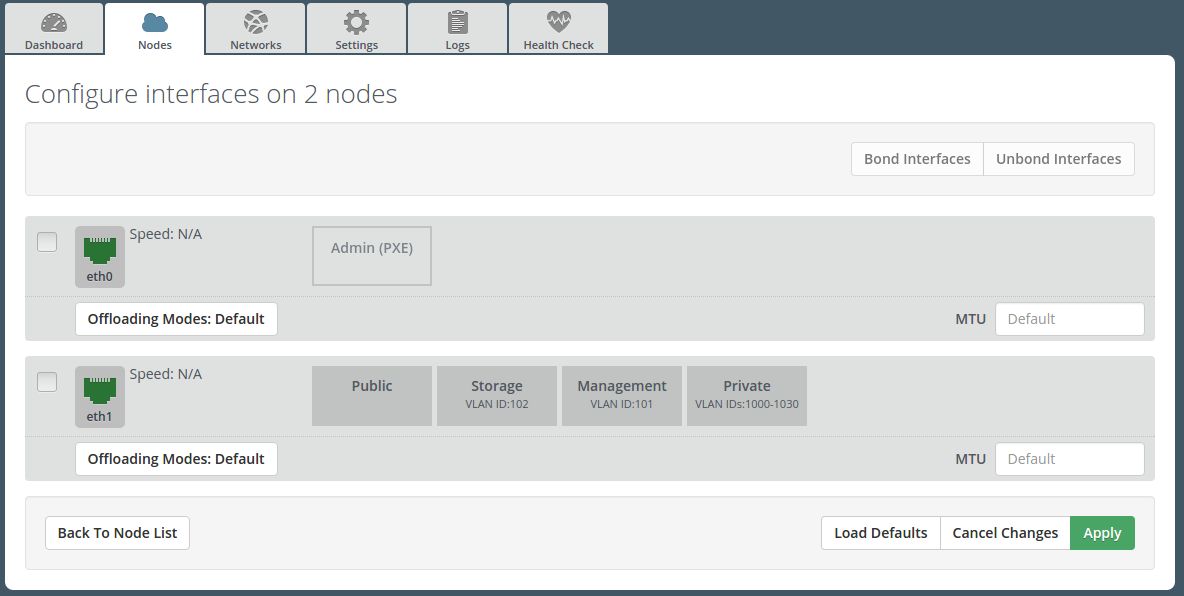 Dashboard
Nodes
Networks
Settings
Logs
Health Check
Configure interfaces on 2 nodes
Bond Interfaces
Unbond Interfaces
Speed: N/A
Admin (PXE)
eth0
Offloading Modes: Default
MTU
Default
Speed: N/A
Public
Storage
Management
Private
VLAN ID:102
VLAN ID:101
VLAN IDs:1000-1030
eth1
Offloading Modes: Default
MTU
Default
Back To Node List
Load Defaults
Cancel Changes
Apply